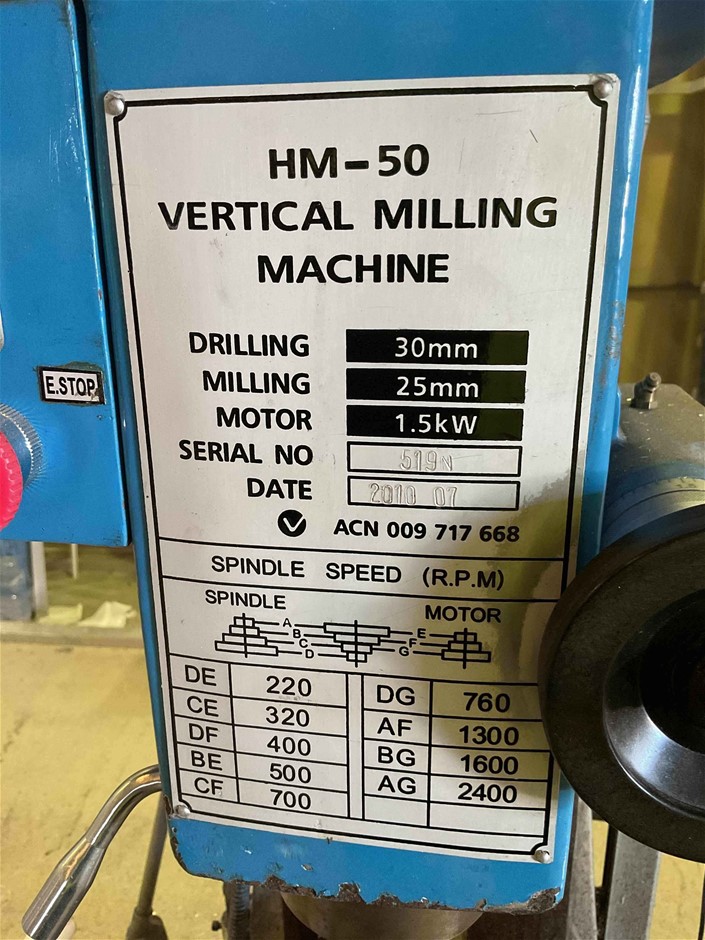 HM-50
VERTICAL MILLING
MACHINE
DRILLING 30mm
MILLING 25mm
MOTOR 1.5kW
SERIAL NO 519N
DATE 2010 07
ACN 009 717 668
E.STOP
SPINDLE SPEED (R.P.M)
SPINDLE MOTOR
A
B
C
D
E
F
G
DE 220 DG 760
CE 320 AF 1300
DF 400 BG 1600
BE 500 AG 2400
CF 700